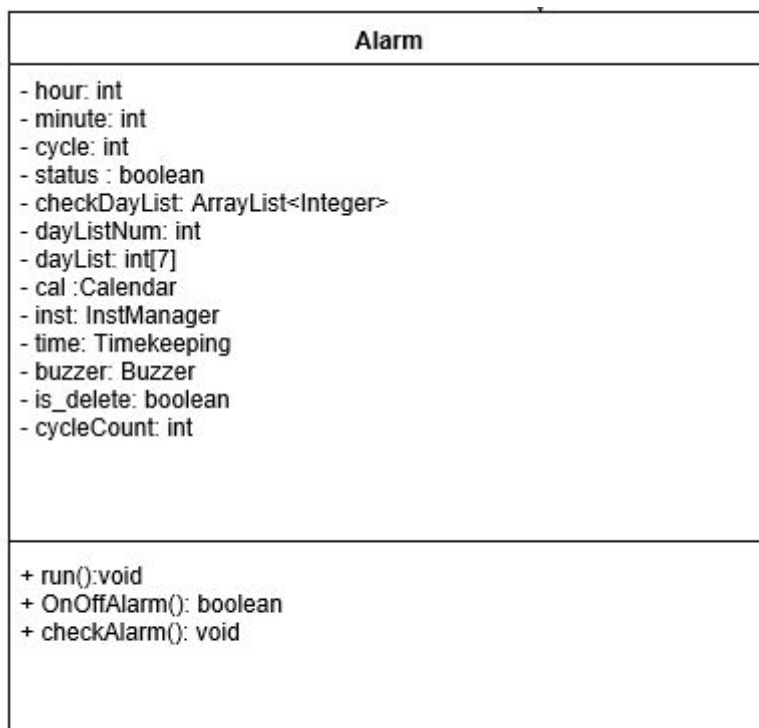 Alarm
- hour: int
- minute: int
- cycle: int
- status : boolean
- checkDayList: ArrayList<Integer>
- dayListNum: int
- dayList: int[7]
- cal :Calendar
- inst: InstManager
- time: Timekeeping
- buzzer: Buzzer
- is_delete: boolean
- cycleCount: int
+ run():void
+ OnOffAlarm(): boolean
+ checkAlarm(): void